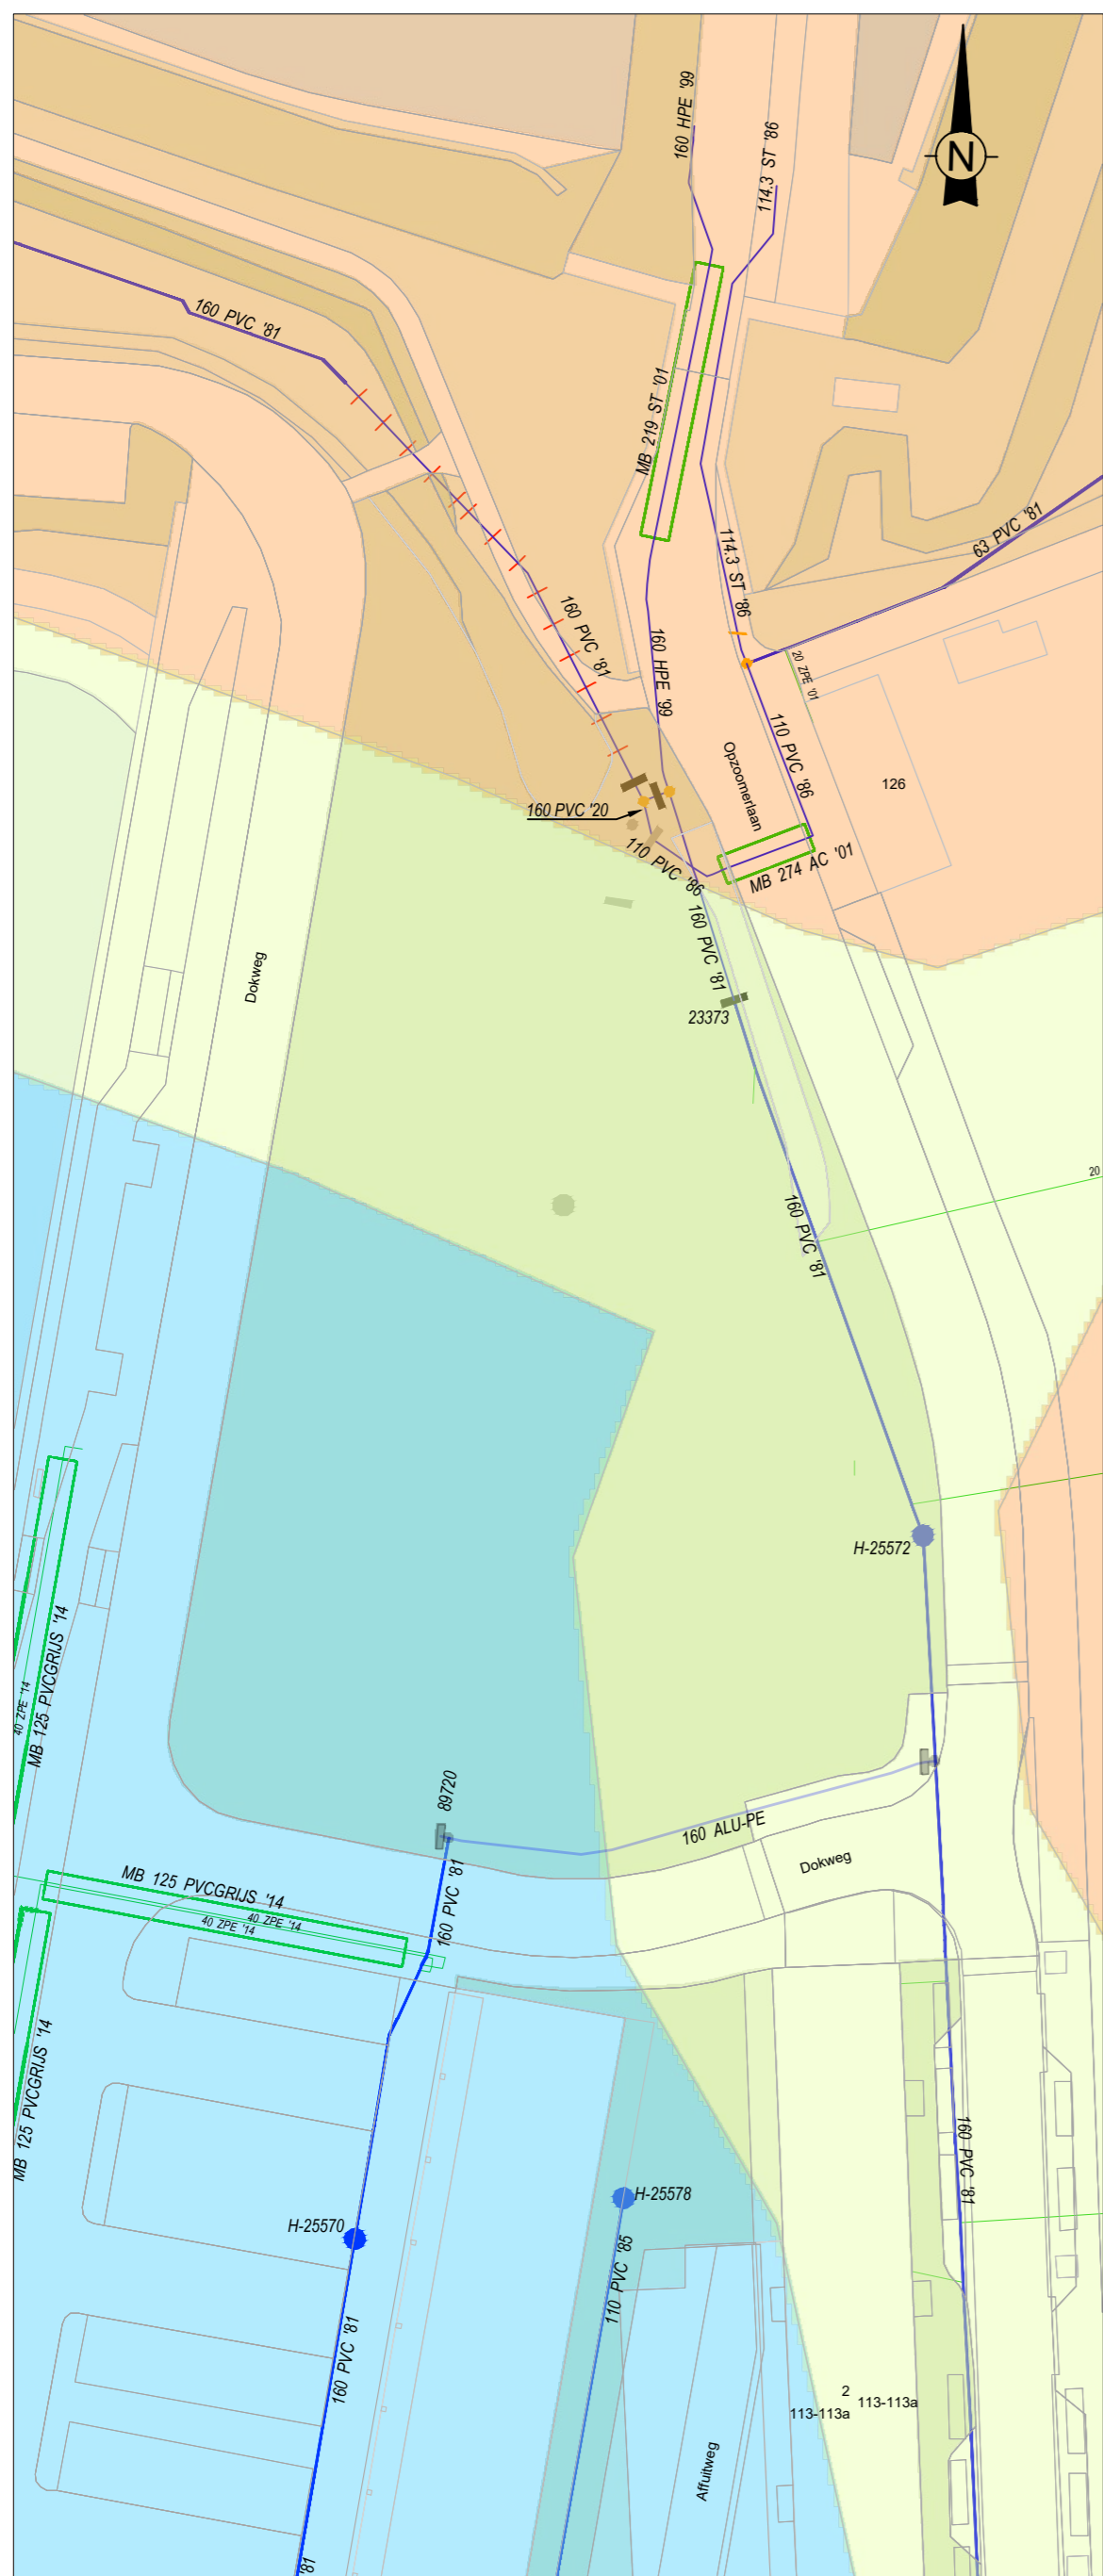 160 HPE '99
114.3 ST '86
N
160 PVC '81
MB 219 ST '01
63 PVC '81
114.3 ST '86
160 PVC '81
160 HPE '99
20 ZPE '01
110 PVC '86
Opzoomerlaan
126
160 PVC '20
110 PVC '86
MB 274 AC '01
160 PVC '81
Dokweg
23373
20
160 PVC '81
H-25572
MB 125 PVCGRIJS '14
40 ZPE '14
89720
160 ALU-PE
Dokweg
MB 125 PVCGRIJS '14
40 ZPE '14
40 ZPE '14
160 PVC '81
MB 125 PVCGRIJS '14
160 PVC '81
H-25578
H-25570
110 PVC '85
160 PVC '81
2
113-113a
113-113a
Affuitweg
'81